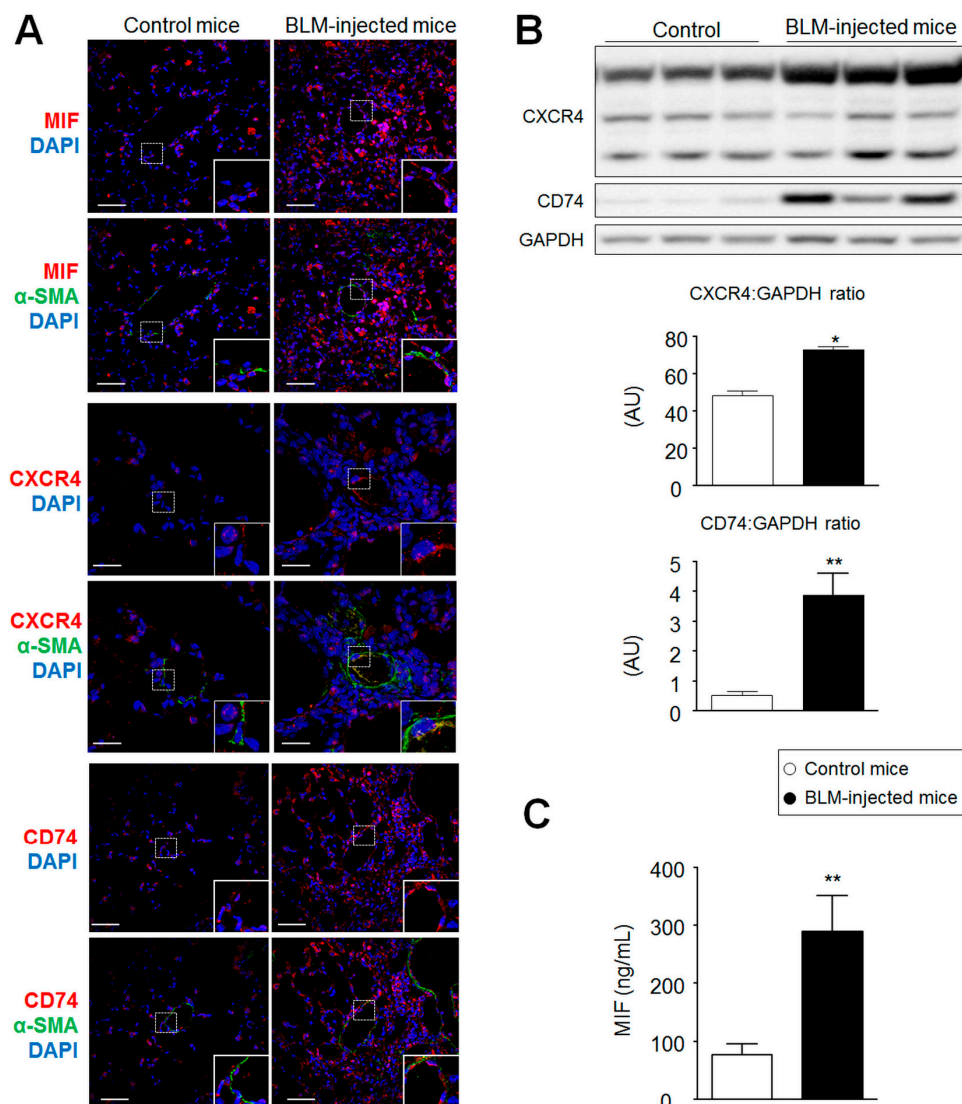 A
Control mice BLM-injected mice
MIF
DAPI
MIF
α-SMA
DAPI
CXCR4
DAPI
CXCR4
α-SMA
DAPI
CD74
DAPI
CD74
α-SMA
DAPI
B
Control BLM-injected mice
CXCR4
CD74
GAPDH
CXCR4:GAPDH ratio
80
60
40
20
0
(AU)
*
CD74:GAPDH ratio
5
4
3
2
1
0
(AU)
**
Control mice
BLM-injected mice
C
400
300
200
100
0
MIF (ng/mL)
**